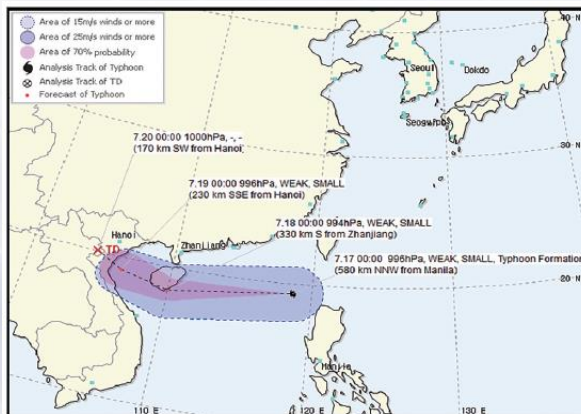 Area of 15m/s winds or more
Area of 25m/s winds or more
Area of 70% probability
Analysis Track of Typhoon
Analysis Track of TD
Forecast of Typhoon
Seoul
Dokdo
Seogwipo
40 N
30 N
20 N
7.20 00:00 1000hPa, -, -
(170 km SW from Hanoi)
7.19 00:00 996hPa, WEAK, SMALL
(230 km SSE from Hanoi)
7.18 00:00 994hPa, WEAK, SMALL
(330 km S from Zhanjiang)
7.17 00:00 996hPa, WEAK, SMALL, Typhoon Formation
(580 km NNW from Manila)
Hanoi
TD
Zhanjiang
110 E
120 E
130 E